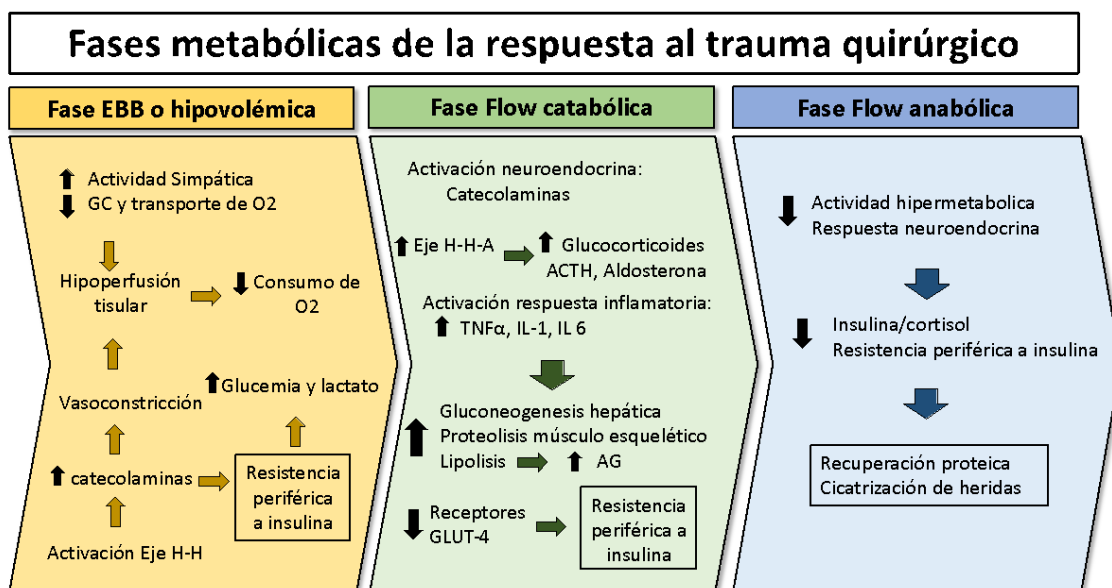 Fases metabólicas de la respuesta al trauma quirúrgico
Fase EBB o hipovolémica
Actividad Simpática
GC y transporte de O2
Hipoperfusión
tisular
Consumo de
O2
Glucemia y lactato
Vasoconstricción
catecolaminas
Resistencia
periférica
a insulina
Activación Eje H-H
Fase Flow catabólica
Activación neuroendocrina:
Catecolaminas
Eje H-H-A
Glucocorticoides
ACTH, Aldosterona
Activación respuesta inflamatoria:
TNFα, IL-1, IL 6
Gluconeogenesis hepática
Proteolisis músculo esquelético
Lipolisis
AG
Receptores
GLUT-4
Resistencia
periférica a
insulina
Fase Flow anabólica
Actividad hipermetabolica
Respuesta neuroendocrina
Insulina/cortisol
Resistencia periférica a insulina
Recuperación proteica
Cicatrización de heridas